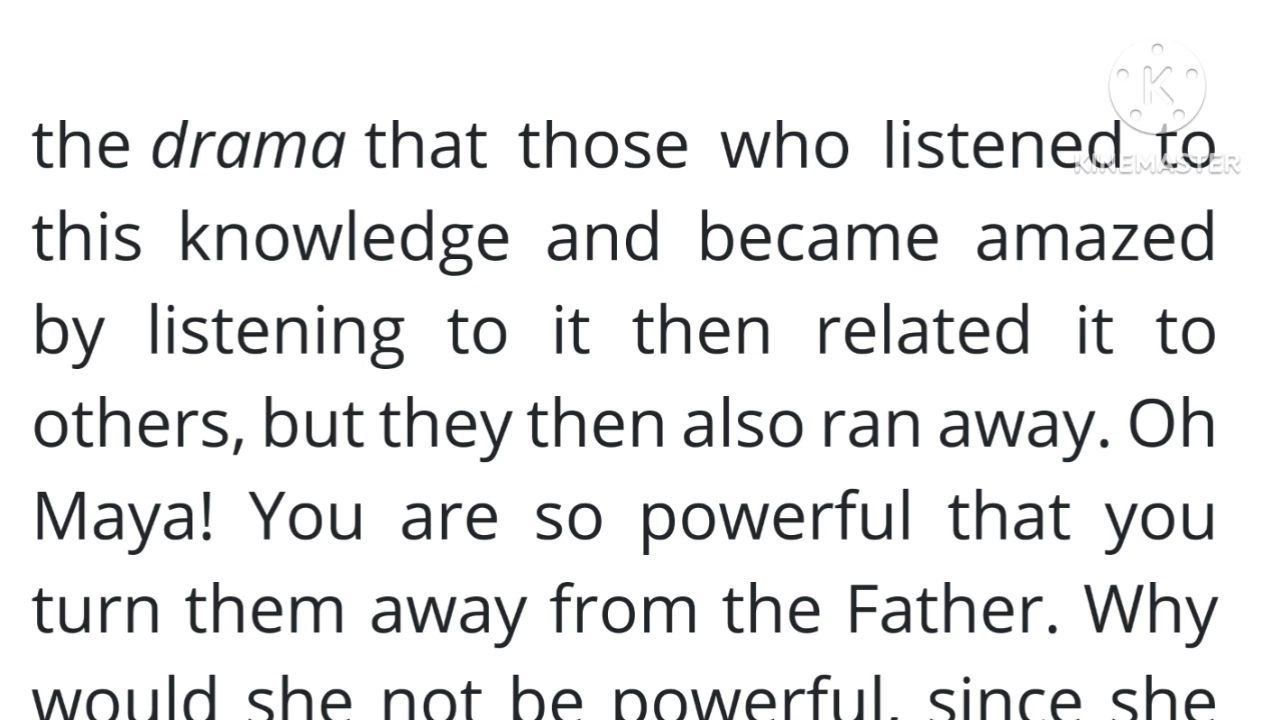 the drama that those who listened to
this knowledge and became amazed
by listening to it then related it to
others, but they then also ran away. Oh
Maya! You are so powerful that you
turn them away from the Father. Why
would she not be powerful, since she
K
KINEMASTER